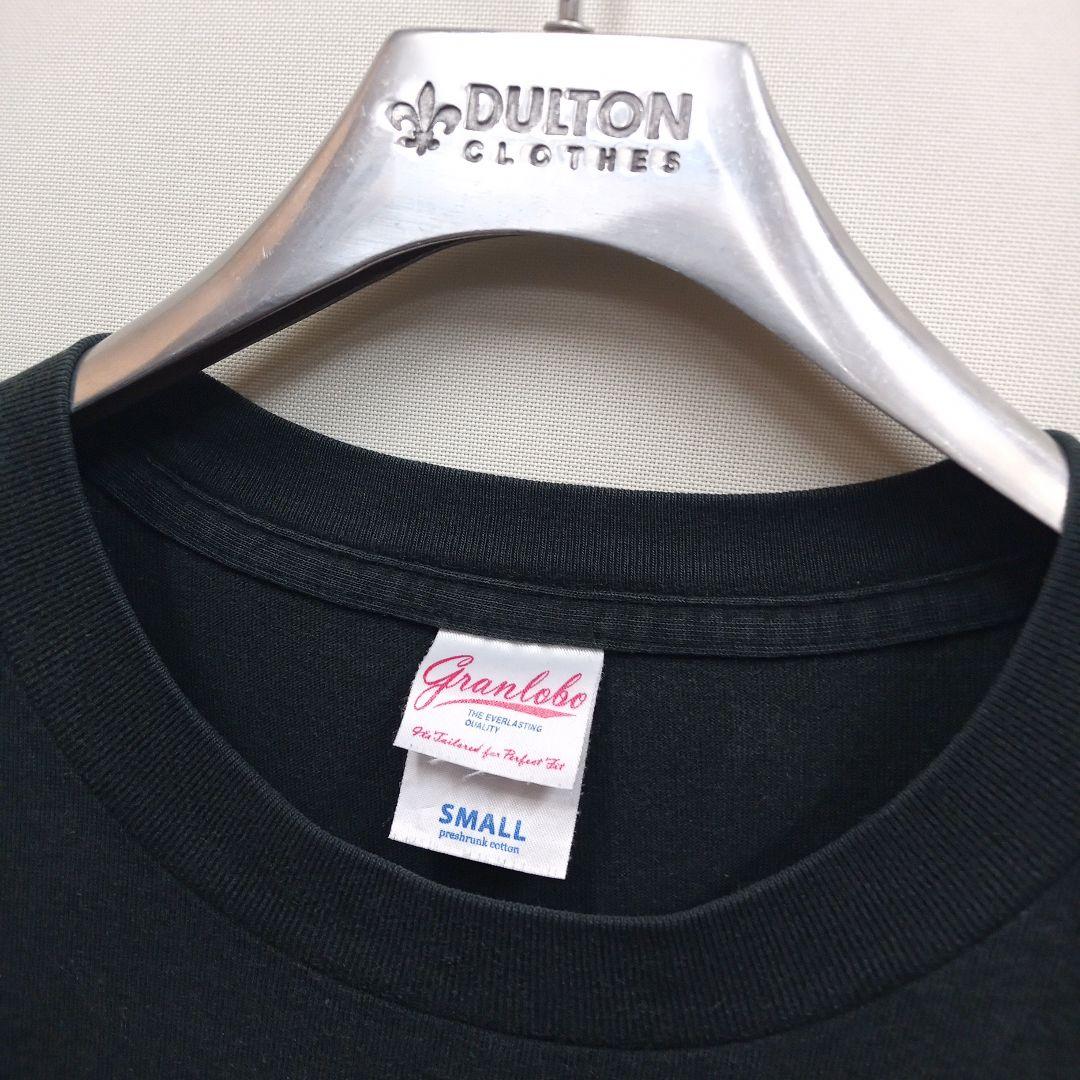 DULTON
CLOTHES
Granlobo
THE EVERLASTING
QUALITY
It's Tailored for Perfect Fit
SMALL
preshrunk cotton